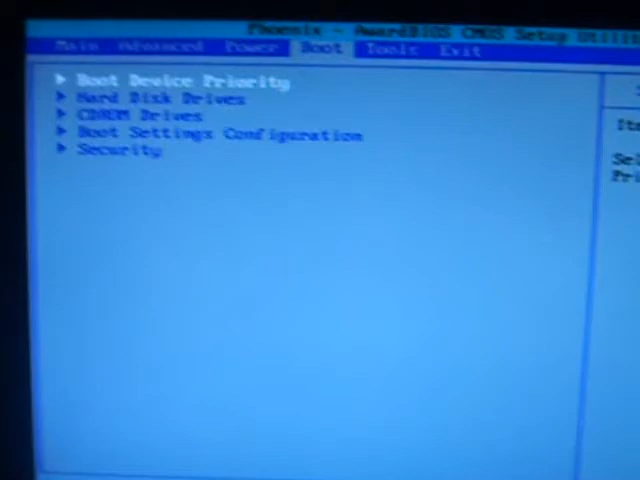 Phoenix - AwardBIOS CMOS Setup
Main Advanced Power Boot Tools Exit
Boot Device Priority
Hard Disk Drives
CDROM Drives
Boot Settings Configuration
Security